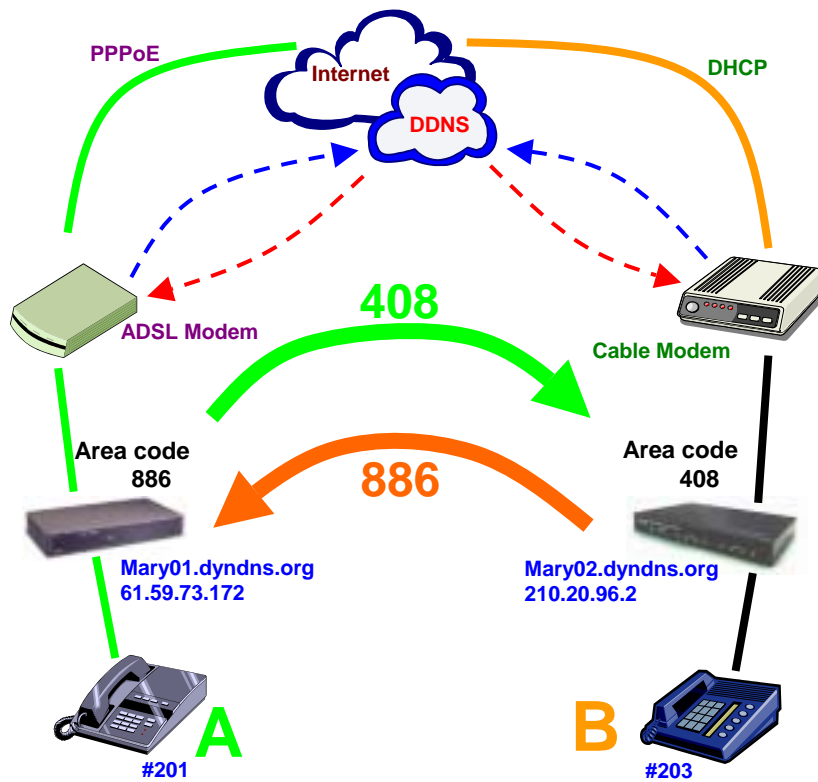 PPPoE
Internet
DHCP
DDNS
408
ADSL Modem
Cable Modem
Area code
886
886
Area code
408
Mary01.dyndns.org
61.59.73.172
Mary02.dyndns.org
210.20.96.2
A
B
#201
#203